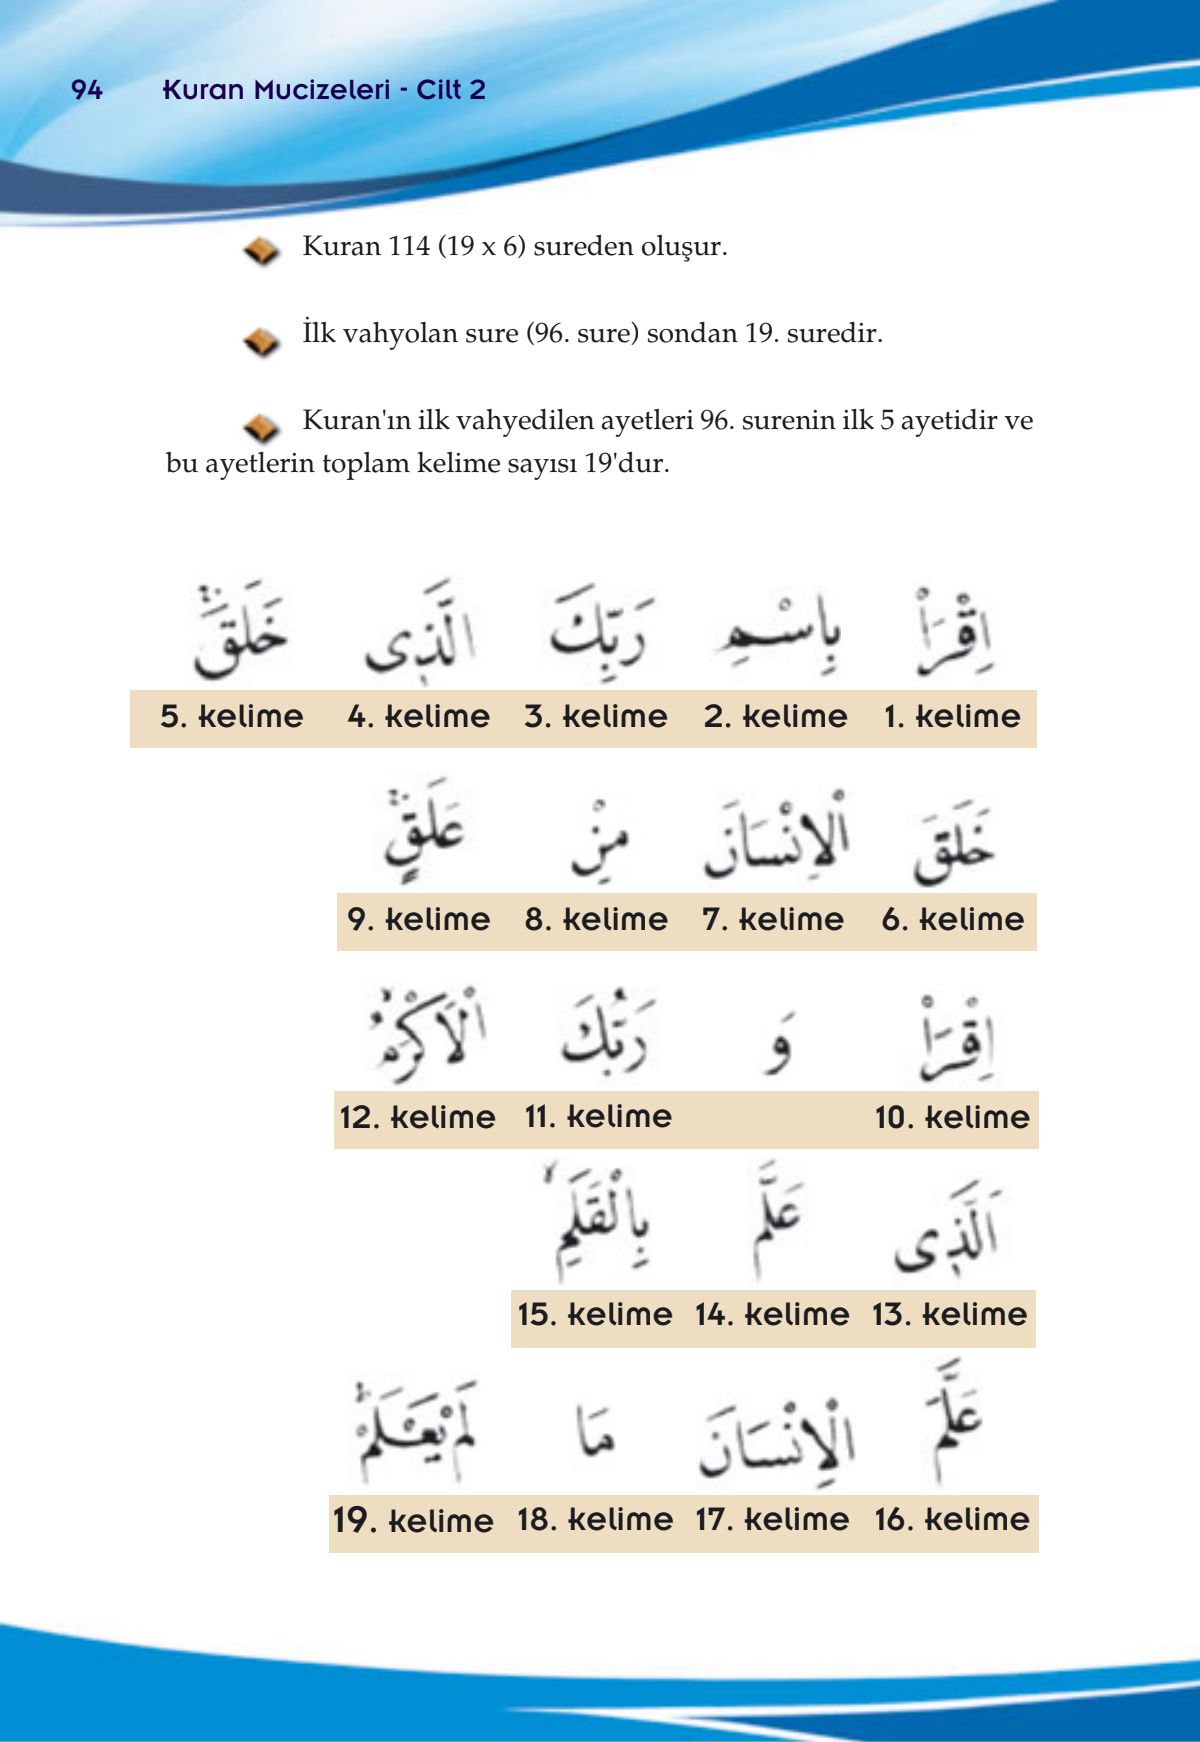 94 Kuran Mucizeleri - Cilt 2
Kuran 114 (19 x 6) sureden oluşur.
İlk vahyolan sure (96. sure) sondan 19. suredir.
Kuran'ın ilk vahyedilen ayetleri 96. surenin ilk 5 ayetidir ve
bu ayetlerin toplam kelime sayısı 19'dur.
اِقْرَاْ بِاسْمِ رَبِّكَ الَّذٖى خَلَقَۚ
5. kelime 4. kelime 3. kelime 2. kelime 1. kelime
خَلَقَ الْاِنْسَانَ مِنْ عَلَقٍۚ
9. kelime 8. kelime 7. kelime 6. kelime
اِقْرَاْ وَ رَبُّكَ الْاَكْرَمُۙ
12. kelime 11. kelime 10. kelime
اَلَّذٖى عَلَّمَ بِالْقَلَمِۙ
15. kelime 14. kelime 13. kelime
عَلَّمَ الْاِنْسَانَ مَا لَمْ يَعْلَمْۜ
19. kelime 18. kelime 17. kelime 16. kelime